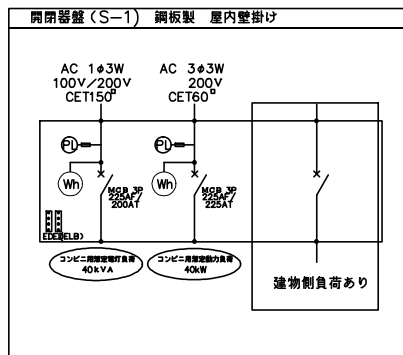 開閉器盤(S-1) 鋼板製 屋内壁掛け
AC 1φ3W
100V/200V
CET150□
AC 3φ3W
200V
CET60□
PL
PL
Wh
Wh
MCB 3P
225AF/
200AT
MCB 3P
225AF/
225AT
ED
ED(ELB)
コンビニ用想定電灯負荷
40kVA
コンビニ用想定動力負荷
40kW
建物側負荷あり